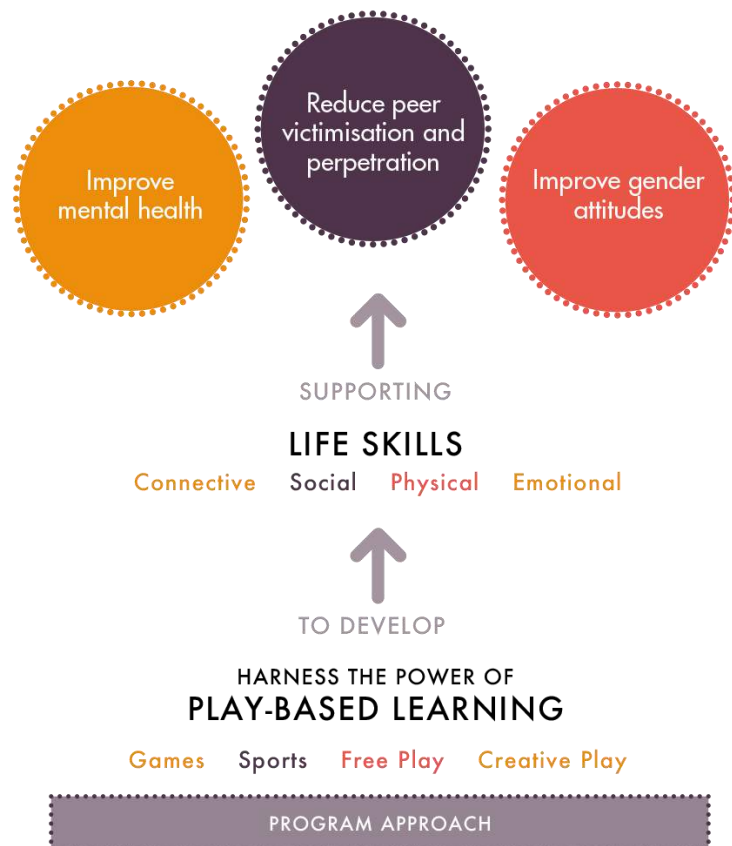 Improve
mental health
Reduce peer
victimisation and
perpetration
Improve gender
attitudes
SUPPORTING
LIFE SKILLS
Connective Social Physical Emotional
TO DEVELOP
HARNESS THE POWER OF
PLAY-BASED LEARNING
Games Sports Free Play Creative Play
PROGRAM APPROACH